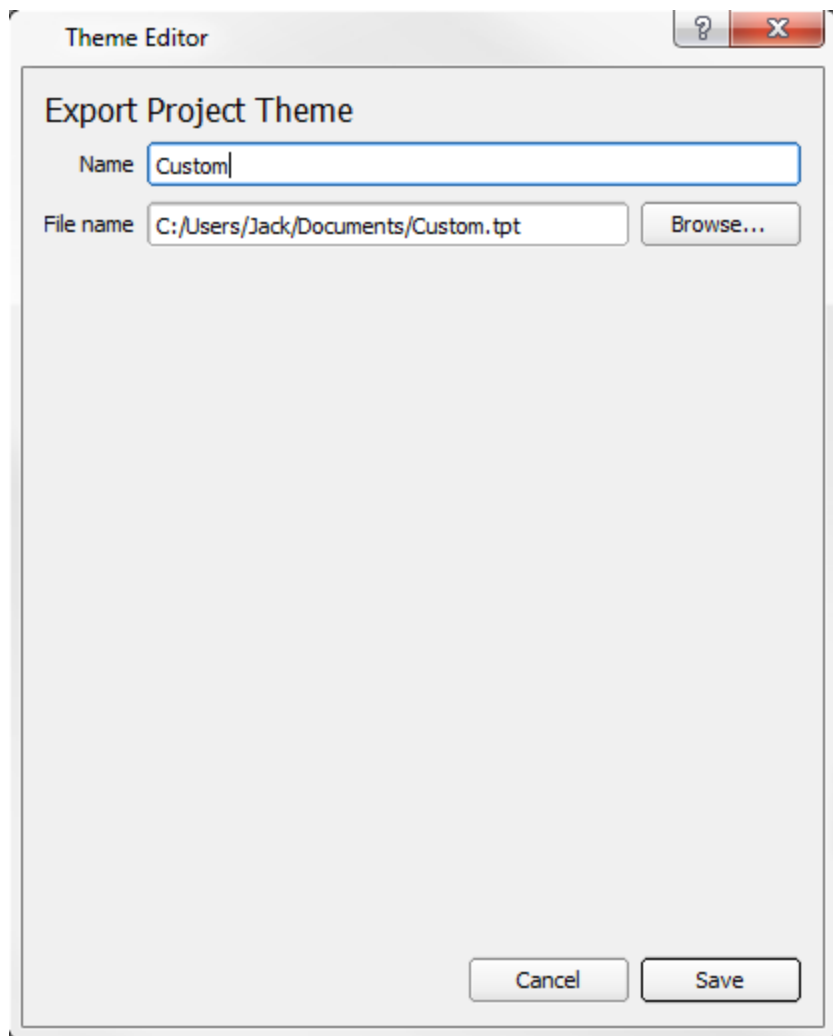 Theme Editor
?
Export Project Theme
Name Custom
File name C:/Users/Jack/Documents/Custom.tpt Browse...
Cancel Save